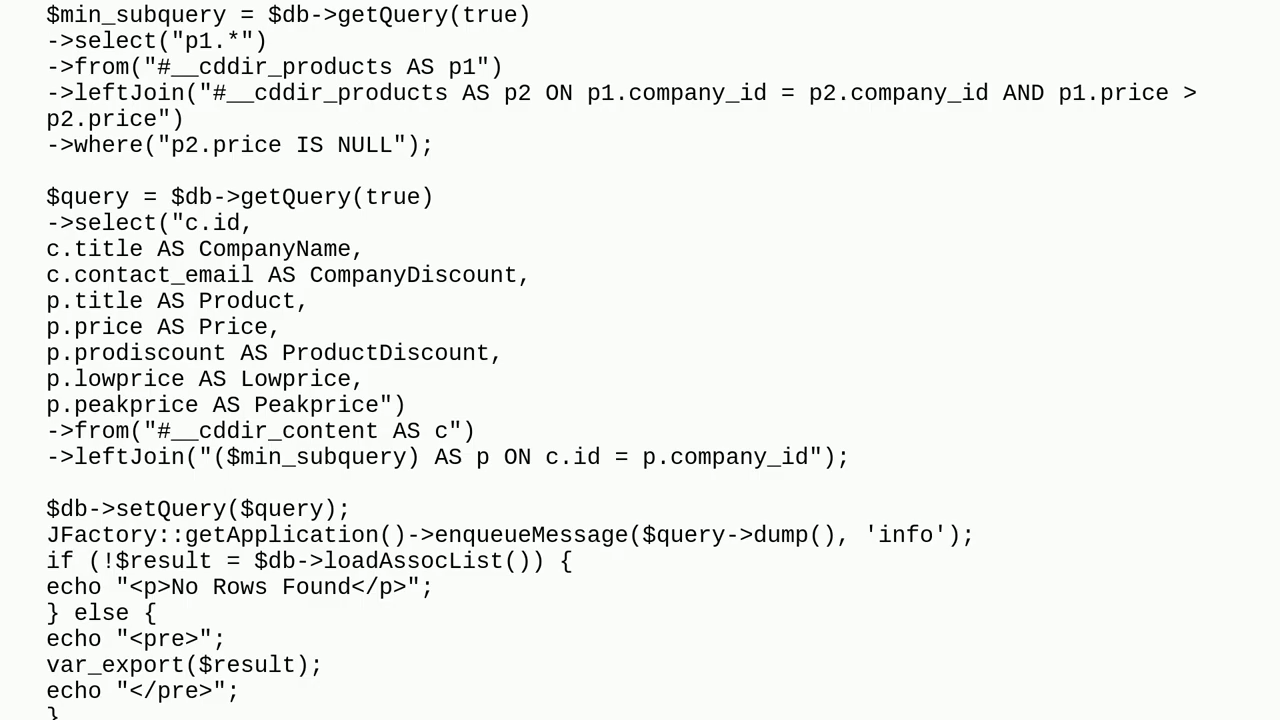 $min_subquery = $db->getQuery(true)
->select("p1.*")
->from("#__cddir_products AS p1")
->leftJoin("#__cddir_products AS p2 ON p1.company_id = p2.company_id AND p1.price >
p2.price")
->where("p2.price IS NULL");
$query = $db->getQuery(true)
->select("c.id,
c.title AS CompanyName,
c.contact_email AS CompanyDiscount,
p.title AS Product,
p.price AS Price,
p.prodiscount AS ProductDiscount,
p.lowprice AS Lowprice,
p.peakprice AS Peakprice")
->from("#__cddir_content AS c")
->leftJoin("($min_subquery) AS p ON c.id = p.company_id");
$db->setQuery($query);
JFactory::getApplication()->enqueueMessage($query->dump(), 'info');
if (!$result = $db->loadAssocList()) {
echo "<p>No Rows Found</p>";
} else {
echo "<pre>";
var_export($result);
echo "</pre>";
}